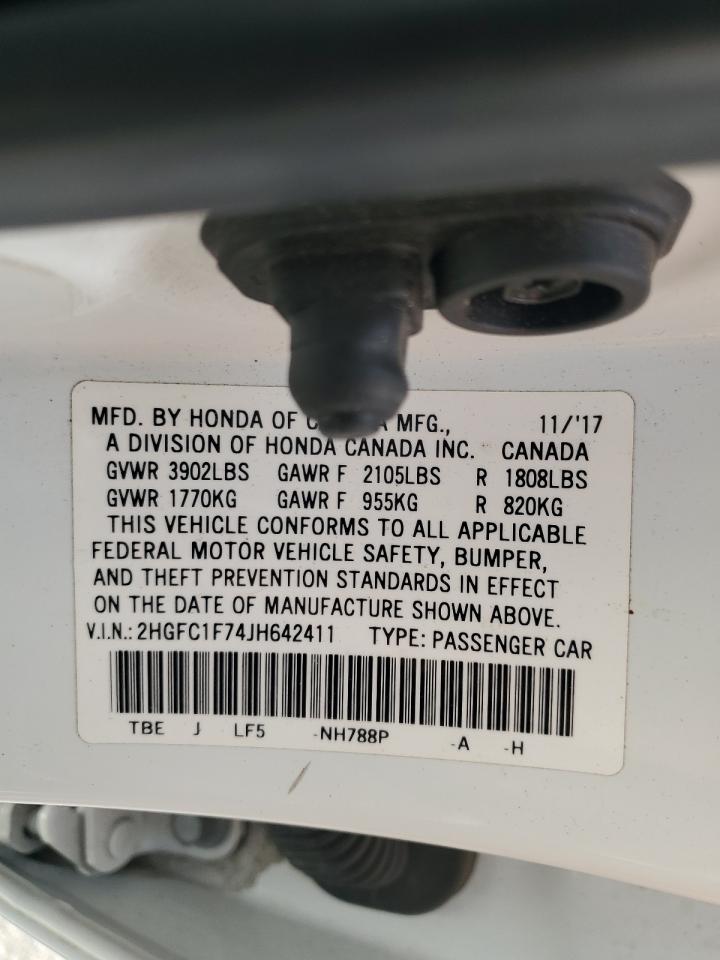 MFD. BY HONDA OF MFG., 11/'17
A DIVISION OF HONDA CANADA INC. CANADA
GVWR 3902LBS GAWR F 2105LBS R 1808LBS
GVWR 1770KG GAWR F 955KG R 820KG
THIS VEHICLE CONFORMS TO ALL APPLICABLE
FEDERAL MOTOR VEHICLE SAFETY, BUMPER,
AND THEFT PREVENTION STANDARDS IN EFFECT
ON THE DATE OF MANUFACTURE SHOWN ABOVE.
V.I.N.: 2HGFC1F74JH642411 TYPE: PASSENGER CAR
TBE J LF5 -NH788P -A -H